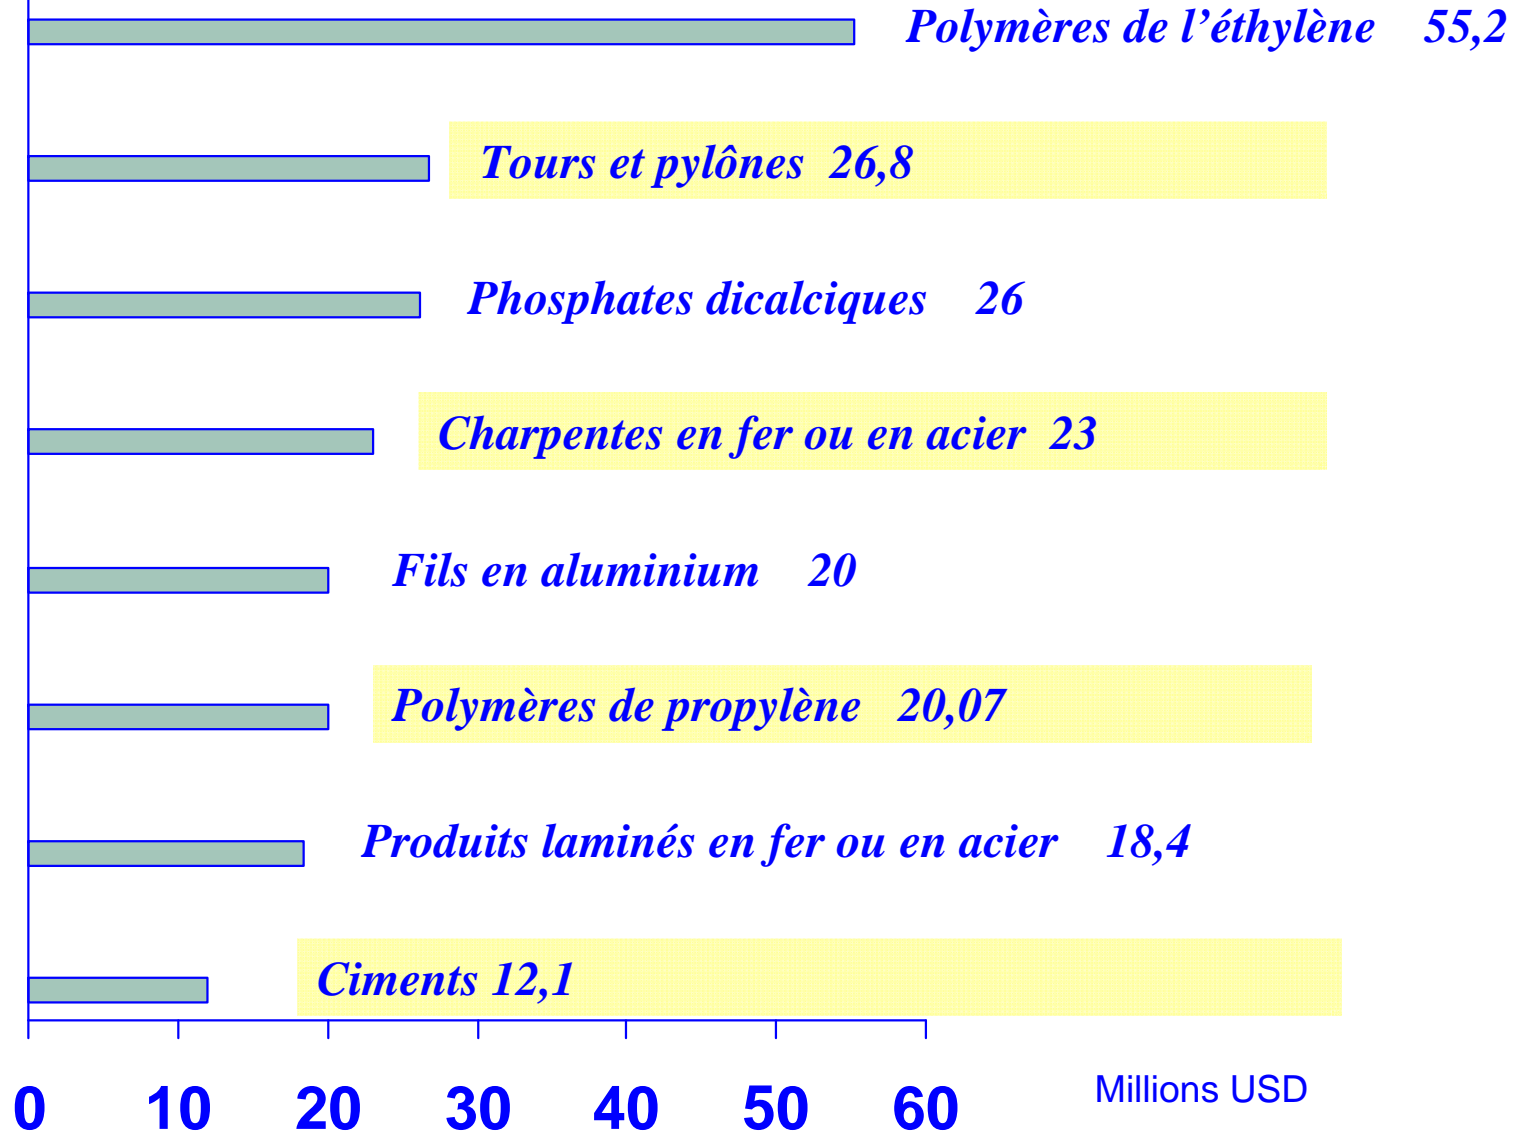 Polymères de l’éthylène 55,2
Tours et pylônes 26,8
Phosphates dicalciques 26
Charpentes en fer ou en acier 23
Fils en aluminium 20
Polymères de propylène 20,07
Produits laminés en fer ou en acier 18,4
Ciments 12,1
0 10 20 30 40 50 60 Millions USD